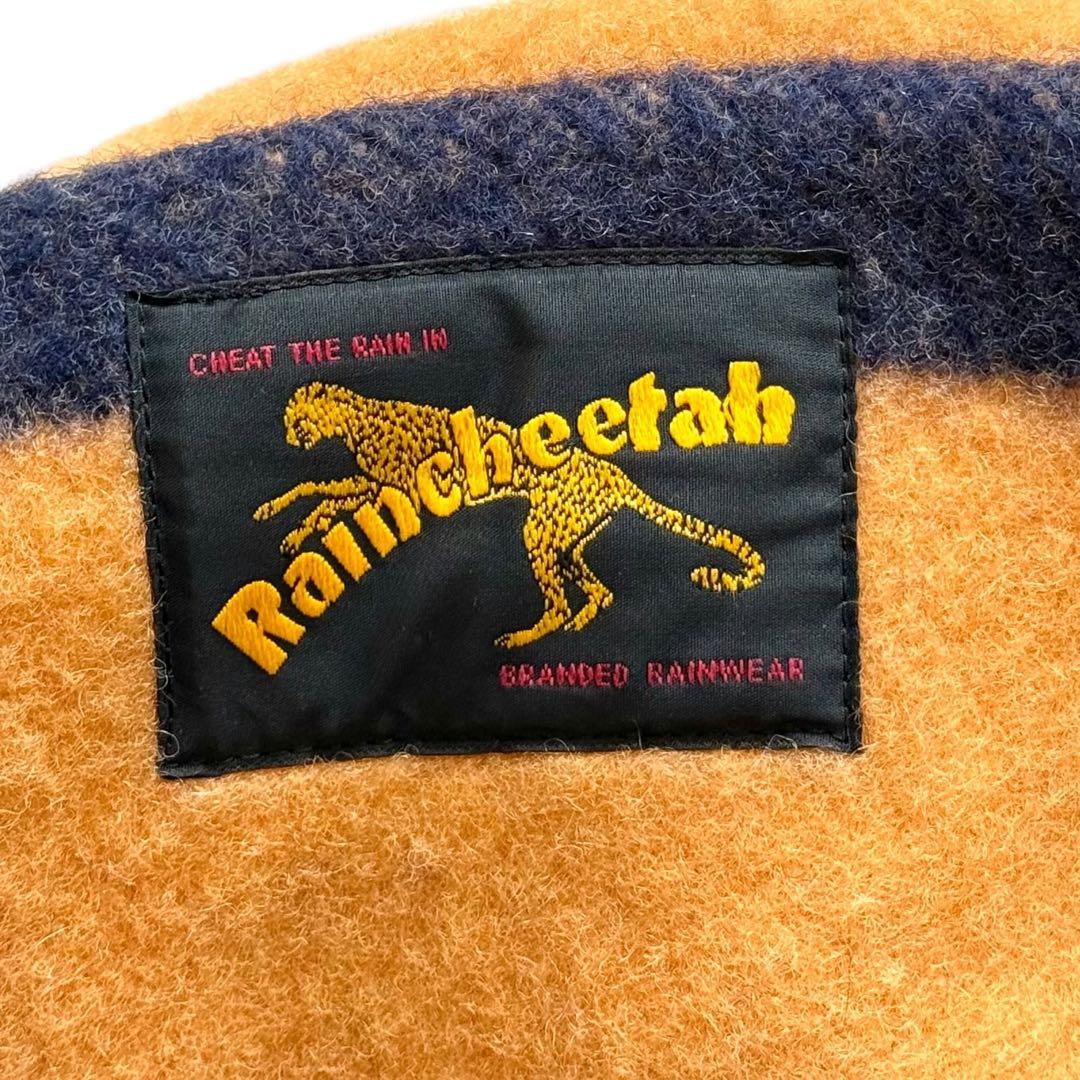 CHEAT THE RAIN IN
Raincheetah
BRANDED RAINWEAR